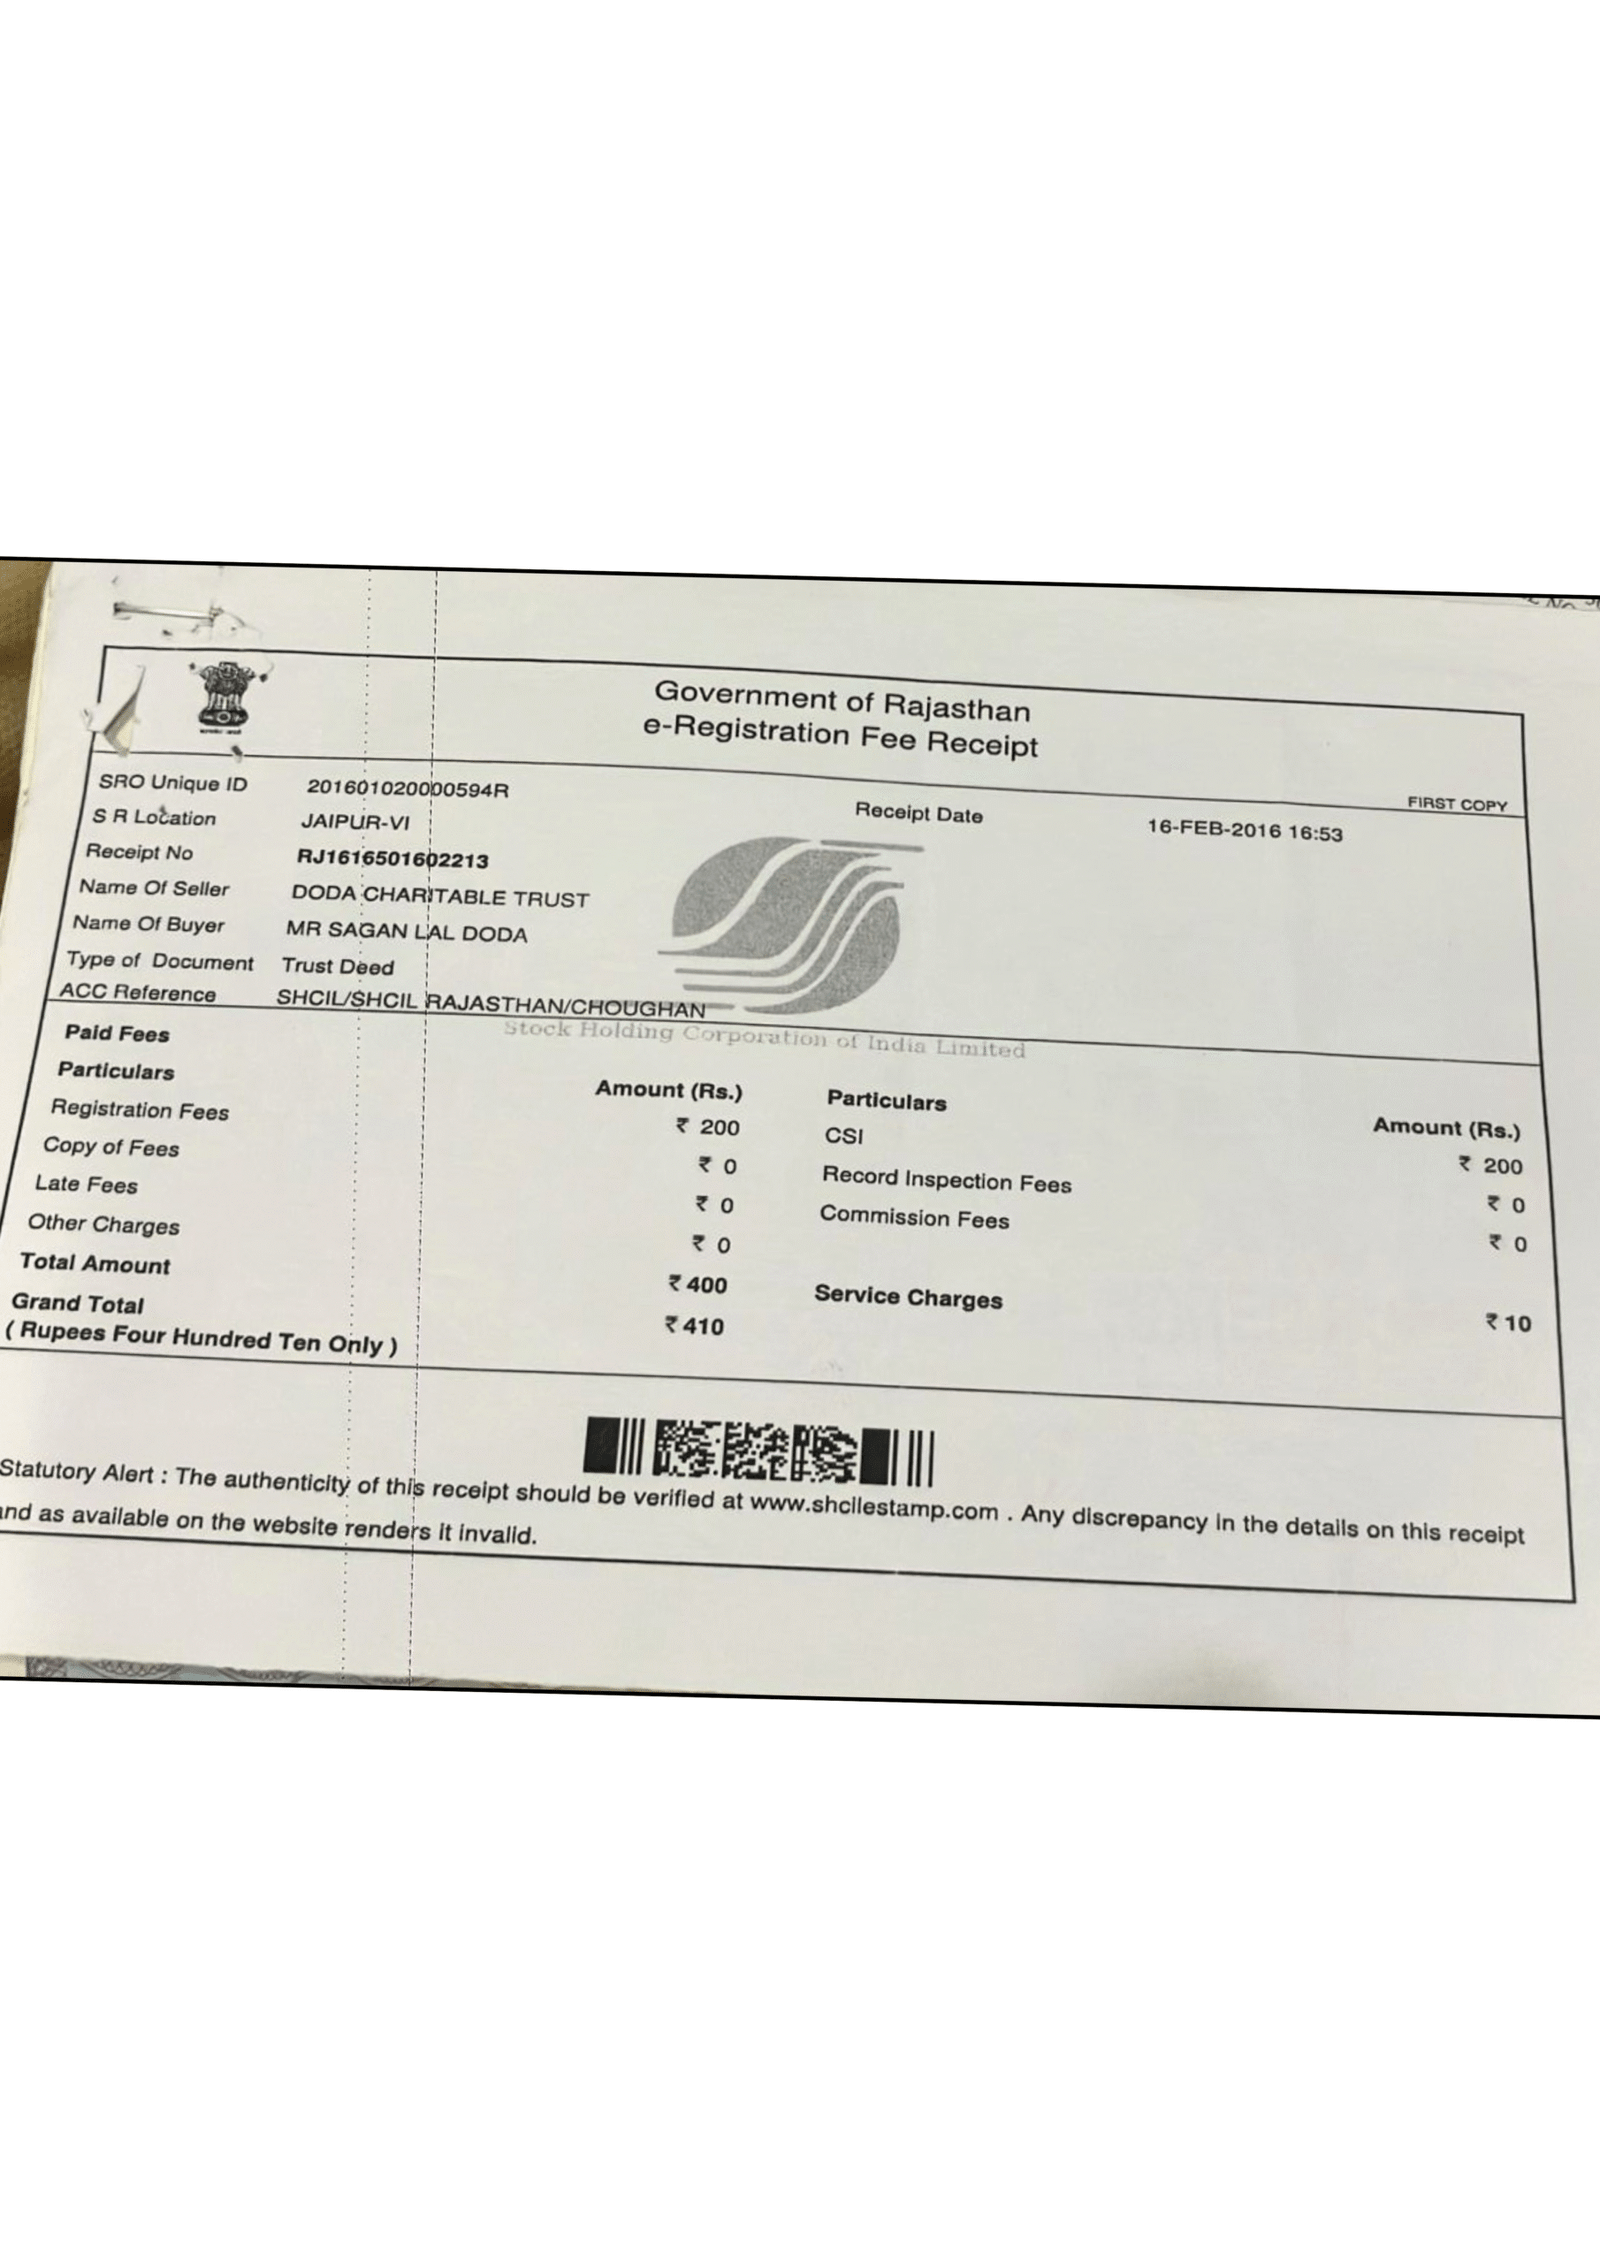 Government of Rajasthan
e-Registration Fee Receipt
FIRST COPY
SRO Unique ID 201601020000594R Receipt Date 16-FEB-2016 16:53
S R Location JAIPUR-VI
Receipt No RJ1616501602213
Name Of Seller DODA CHARITABLE TRUST
Name Of Buyer MR SAGAN LAL DODA
Type of Document Trust Deed
ACC Reference SHCIL/SHCIL RAJASTHAN/CHOUGHAN
Stock Holding Corporation of India Limited
Paid Fees
Particulars Amount (Rs.) Particulars Amount (Rs.)
Registration Fees ₹ 200 CSI ₹ 200
Copy of Fees ₹ 0 Record Inspection Fees ₹ 0
Late Fees ₹ 0 Commission Fees ₹ 0
Other Charges ₹ 0
Total Amount ₹ 400 Service Charges ₹ 10
Grand Total ₹ 410
( Rupees Four Hundred Ten Only )
Statutory Alert : The authenticity of this receipt should be verified at www.shcilestamp.com . Any discrepancy in the details on this receipt
and as available on the website renders it invalid.